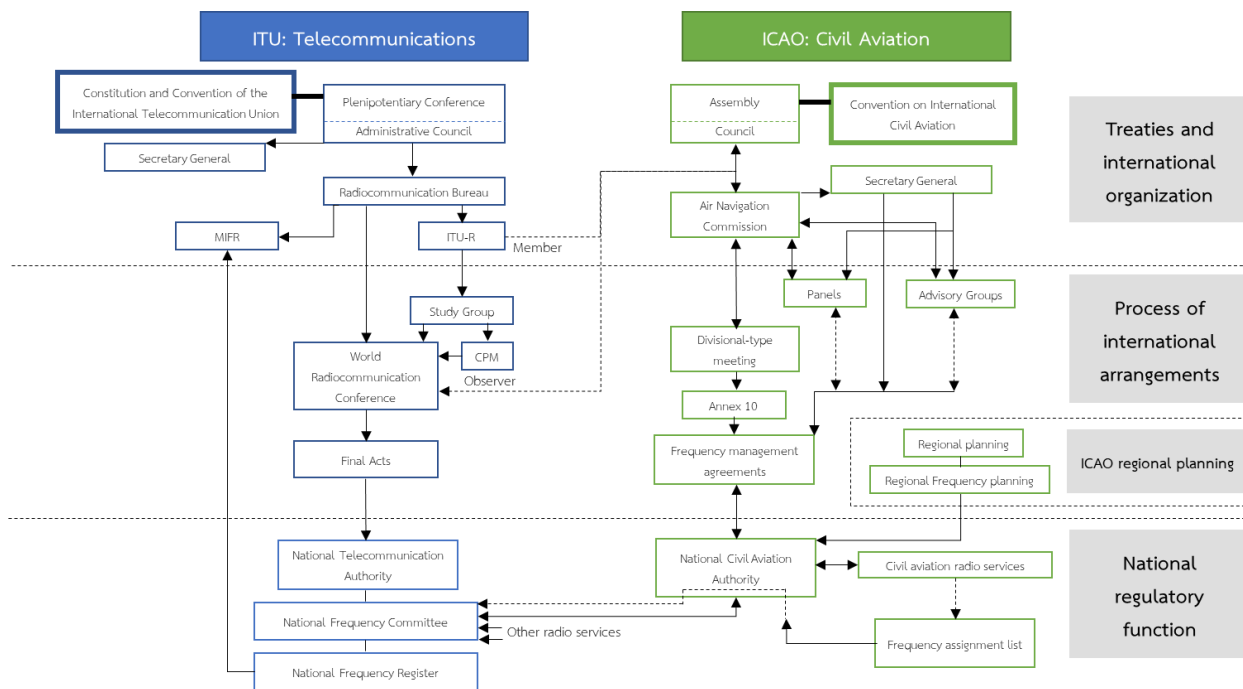 ITU: Telecommunications
ICAO: Civil Aviation
Constitution and Convention of the
International Telecommunication Union
Plenipotentiary Conference
Administrative Council
Secretary General
Radiocommunication Bureau
MIFR
ITU-R
Member
Assembly
Council
Convention on International
Civil Aviation
Secretary General
Air Navigation
Commission
Treaties and
international
organization
Study Group
CPM
Observer
World
Radiocommunication
Conference
Final Acts
Panels
Advisory Groups
Divisional-type
meeting
Annex 10
Frequency management
agreements
Process of
international
arrangements
Regional planning
Regional Frequency planning
ICAO regional planning
National Telecommunication
Authority
National Frequency Committee
Other radio services
National Frequency Register
National Civil Aviation
Authority
Civil aviation radio services
Frequency assignment list
National
regulatory
function